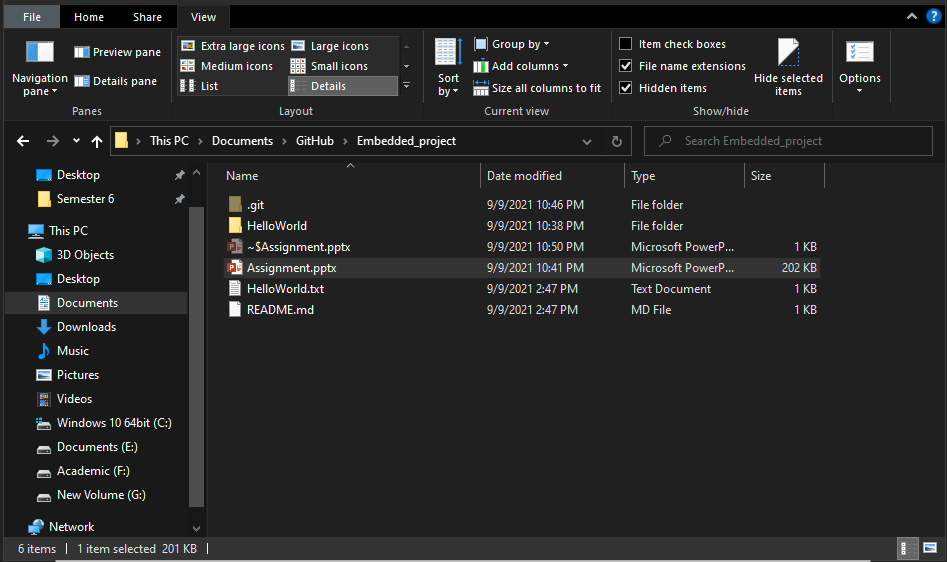 File Home Share View
Navigation pane
Preview pane
Details pane
Panes
Extra large icons Large icons
Medium icons Small icons
List Details
Layout
Sort by
Group by
Add columns
Size all columns to fit
Current view
Item check boxes
File name extensions
Hidden items
Hide selected items
Show/hide
Options
This PC Documents GitHub Embedded_project
Search Embedded_project
Desktop
Semester 6
This PC
3D Objects
Desktop
Documents
Downloads
Music
Pictures
Videos
Windows 10 64bit (C:)
Documents (E:)
Academic (F:)
New Volume (G:)
Network
Name Date modified Type Size
.git 9/9/2021 10:46 PM File folder
HelloWorld 9/9/2021 10:38 PM File folder
~$Assignment.pptx 9/9/2021 10:50 PM Microsoft PowerP... 1 KB
Assignment.pptx 9/9/2021 10:41 PM Microsoft PowerP... 202 KB
HelloWorld.txt 9/9/2021 2:47 PM Text Document 1 KB
README.md 9/9/2021 2:47 PM MD File 1 KB
6 items 1 item selected 201 KB